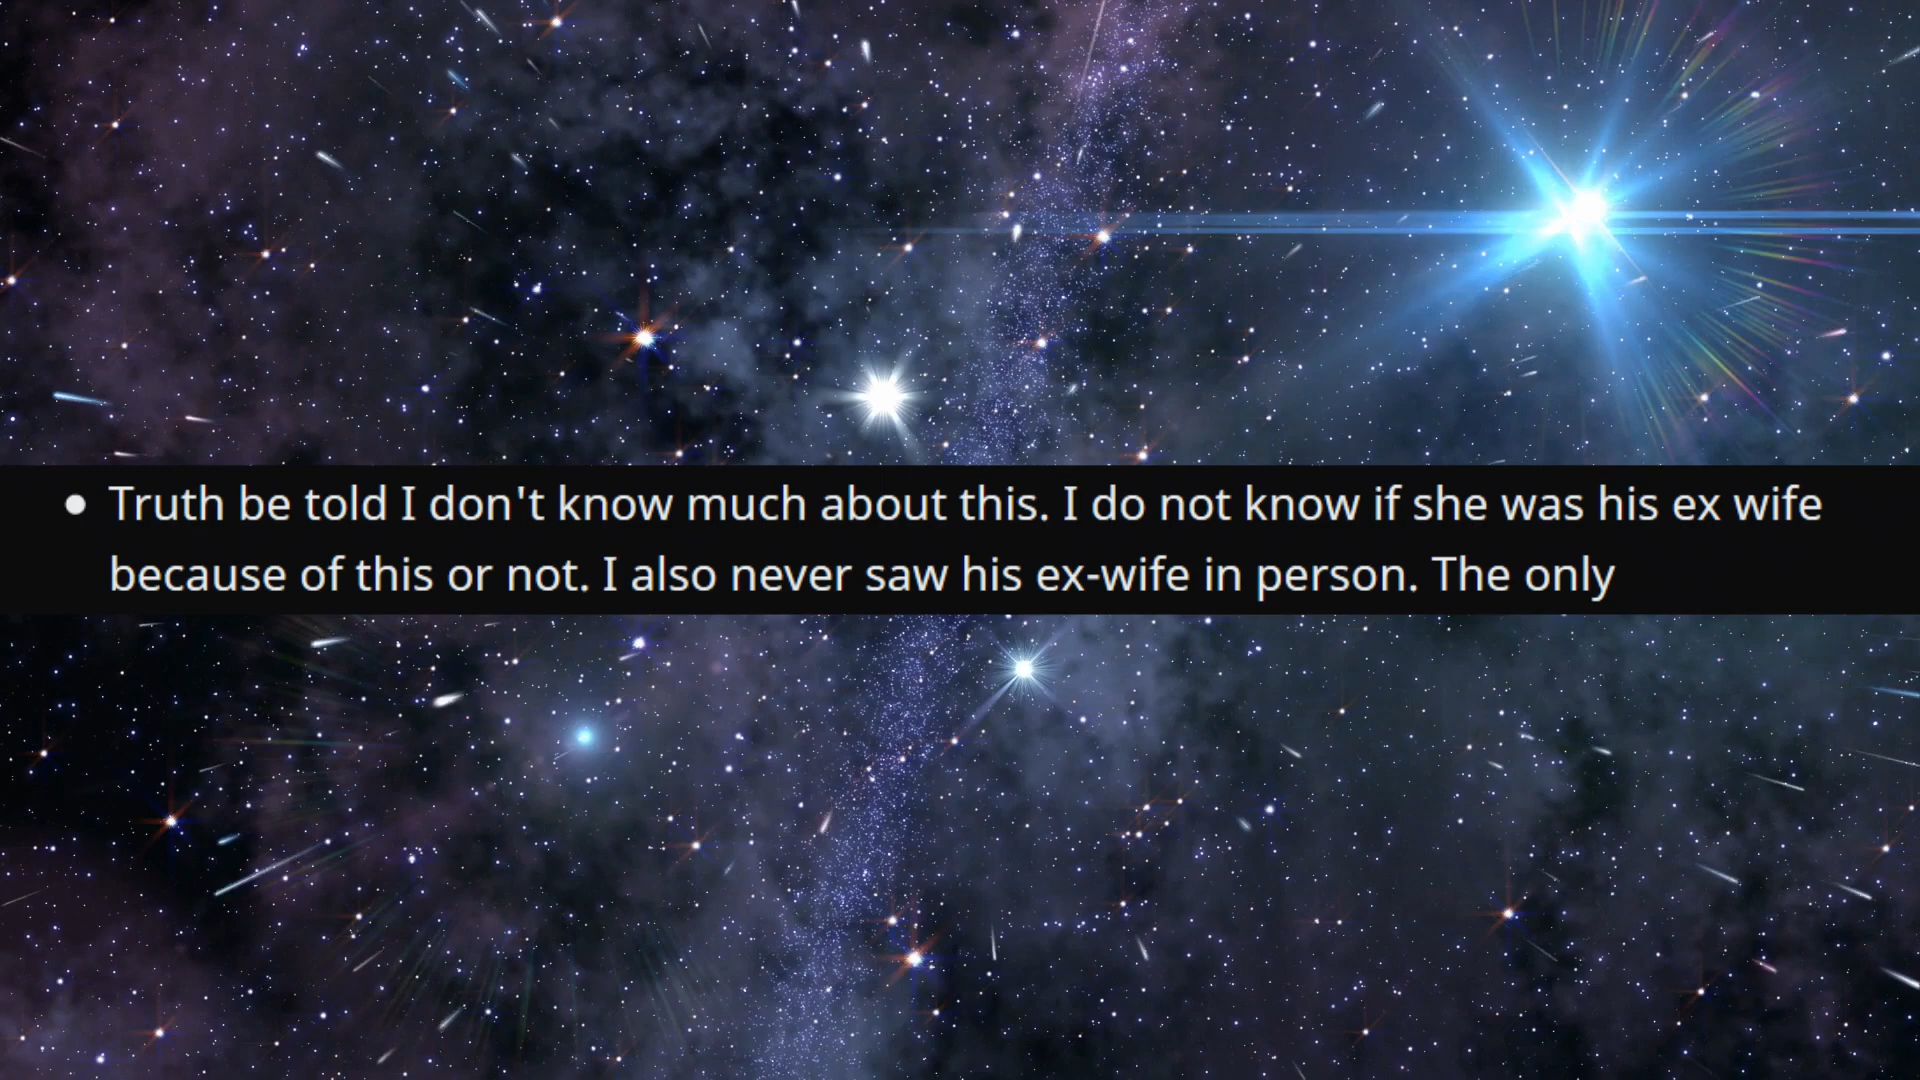 Truth be told I don't know much about this. I do not know if she was his ex wife
because of this or not. I also never saw his ex-wife in person. The only